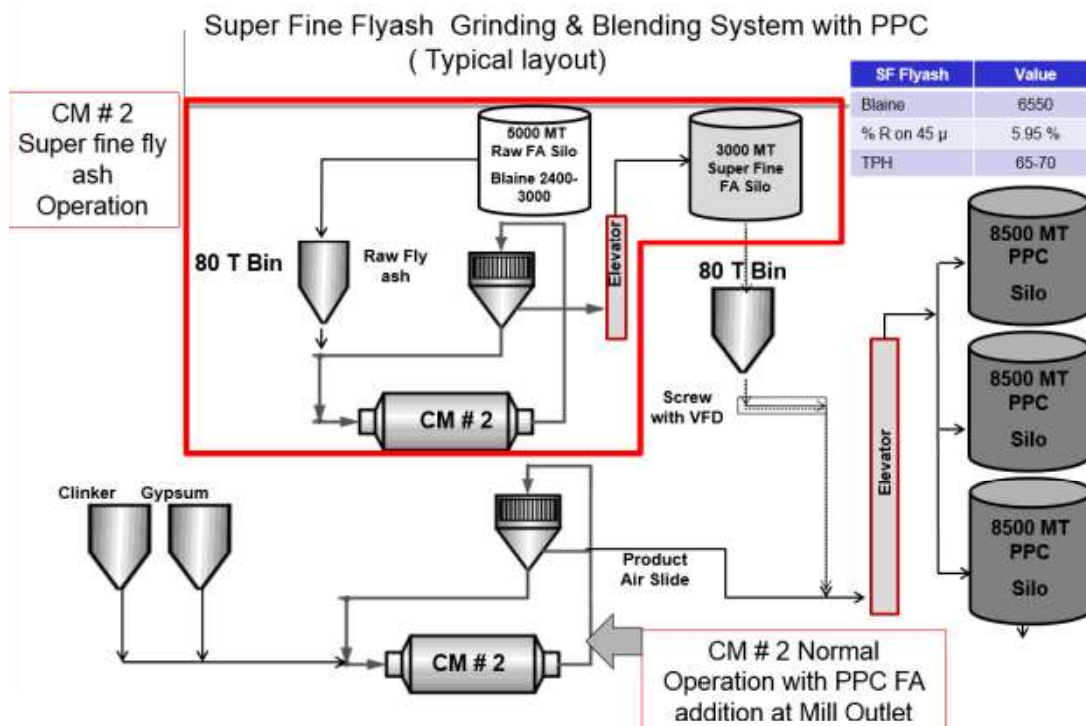 Super Fine Flyash Grinding & Blending System with PPC
( Typical layout)
SF Flyash Value
Blaine 6550
% R on 45 µ 5.95 %
TPH 65-70
CM # 2
Super fine fly
ash
Operation
5000 MT
Raw FA Silo
Blaine 2400-
3000
3000 MT
Super Fine
FA Silo
80 T Bin
Raw Fly
ash
Elevator
80 T Bin
CM # 2
Screw
with VFD
8500 MT
PPC
Silo
8500 MT
PPC
Silo
8500 MT
PPC
Silo
Elevator
Clinker Gypsum
Product
Air Slide
CM # 2
CM # 2 Normal
Operation with PPC FA
addition at Mill Outlet